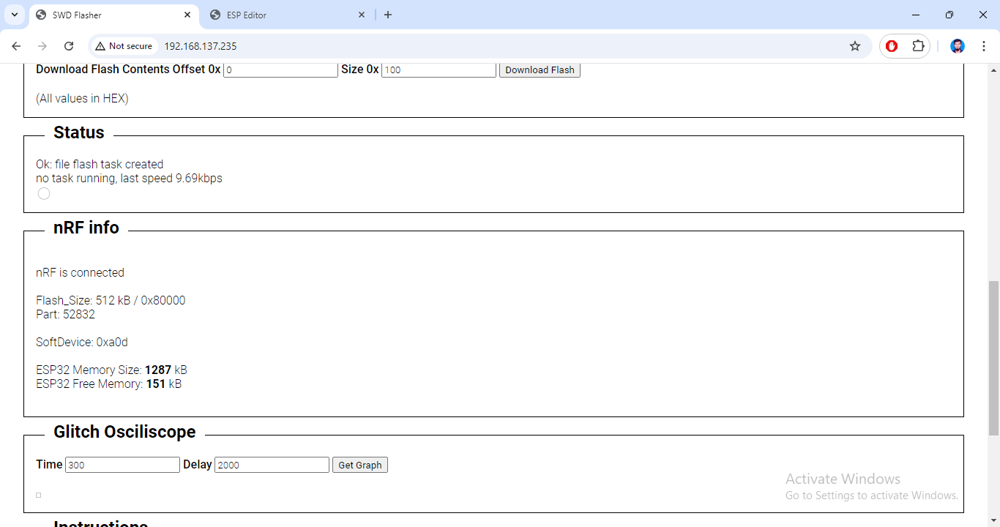 SWD Flasher
ESP Editor
Not secure
192.168.137.235
Download Flash Contents Offset 0x 0 Size 0x 100 Download Flash
(All values in HEX)
Status
Ok: file flash task created
no task running, last speed 9.69kbps
nRF info
nRF is connected
Flash_Size: 512 kB / 0x80000
Part: 52832
SoftDevice: 0xa0d
ESP32 Memory Size: 1287 kB
ESP32 Free Memory: 151 kB
Glitch Osciliscope
Time 300 Delay 2000 Get Graph
Activate Windows
Go to Settings to activate Windows.
Instructions